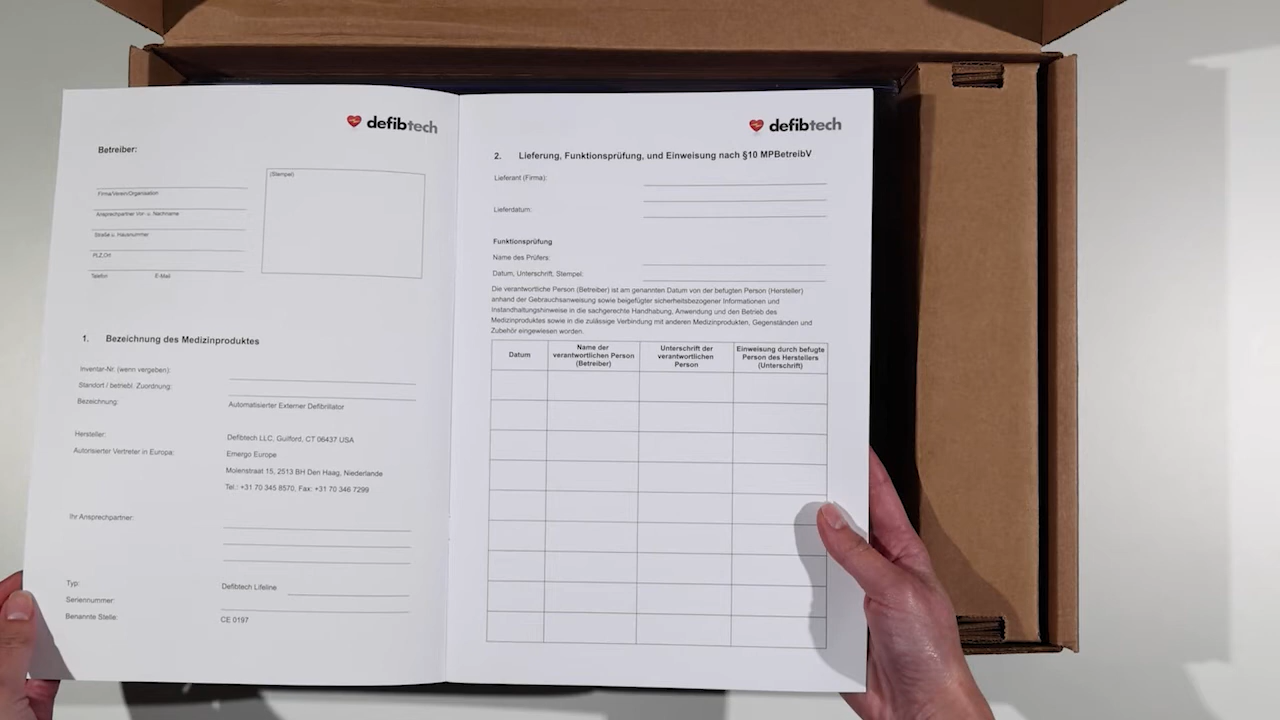 defibtech
Betreiber:
(Stempel)
Firma/Verein/Organisation
Ansprechpartner Vor- u. Nachname
Straße u. Hausnummer
PLZ,Ort
Telefon E-Mail
1. Bezeichnung des Medizinproduktes
Inventar-Nr. (wenn vergeben):
Standort / betriebl. Zuordnung:
Bezeichnung: Automatisierter Externer Defibrillator
Hersteller: Defibtech LLC, Guilford, CT 06437 USA
Autorisierter Vertreter in Europa: Emergo Europe
Molenstraat 15, 2513 BH Den Haag, Niederlande
Tel.: +31 70 345 8570, Fax: +31 70 346 7299
Ihr Ansprechpartner:
Typ: Defibtech Lifeline
Seriennummer:
Benannte Stelle: CE 0197
defibtech
2. Lieferung, Funktionsprüfung, und Einweisung nach §10 MPBetreibV
Lieferant (Firma):
Lieferdatum:
Funktionsprüfung
Name des Prüfers:
Datum, Unterschrift, Stempel:
Die verantwortliche Person (Betreiber) ist am genannten Datum von der befugten Person (Hersteller)
anhand der Gebrauchsanweisung sowie beigefügter sicherheitsbezogener Informationen und
Instandhaltungshinweise in die sachgerechte Handhabung, Anwendung und den Betrieb des
Medizinproduktes sowie in die zulässige Verbindung mit anderen Medizinprodukten, Gegenständen und
Zubehör eingewiesen worden.
Datum
Name der
verantwortlichen Person
(Betreiber)
Unterschrift der
verantwortlichen
Person
Einweisung durch befugte
Person des Herstellers
(Unterschrift)